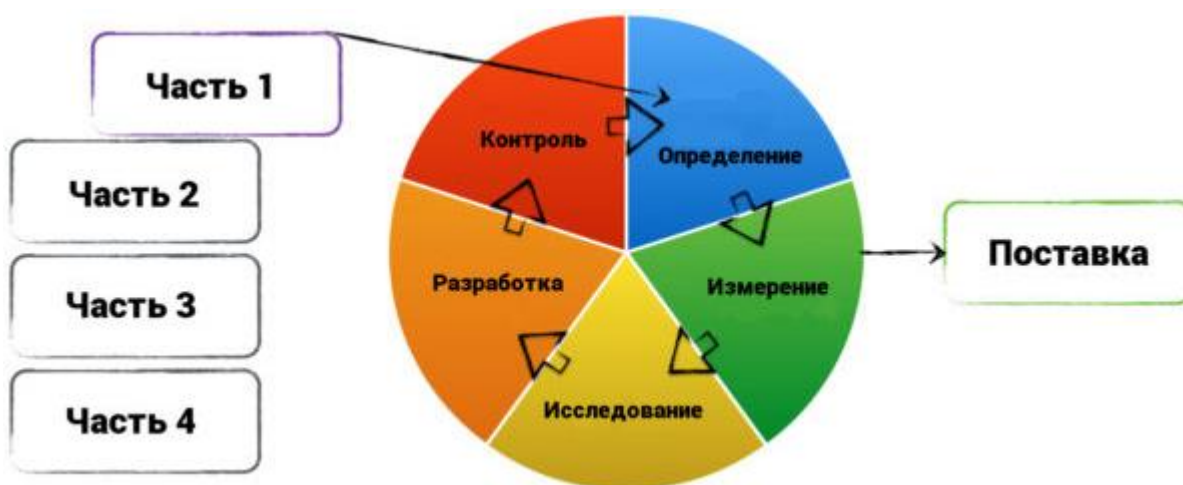 Часть 1
Часть 2
Часть 3
Часть 4
Контроль
Определение
Разработка
Измерение
Исследование
Поставка